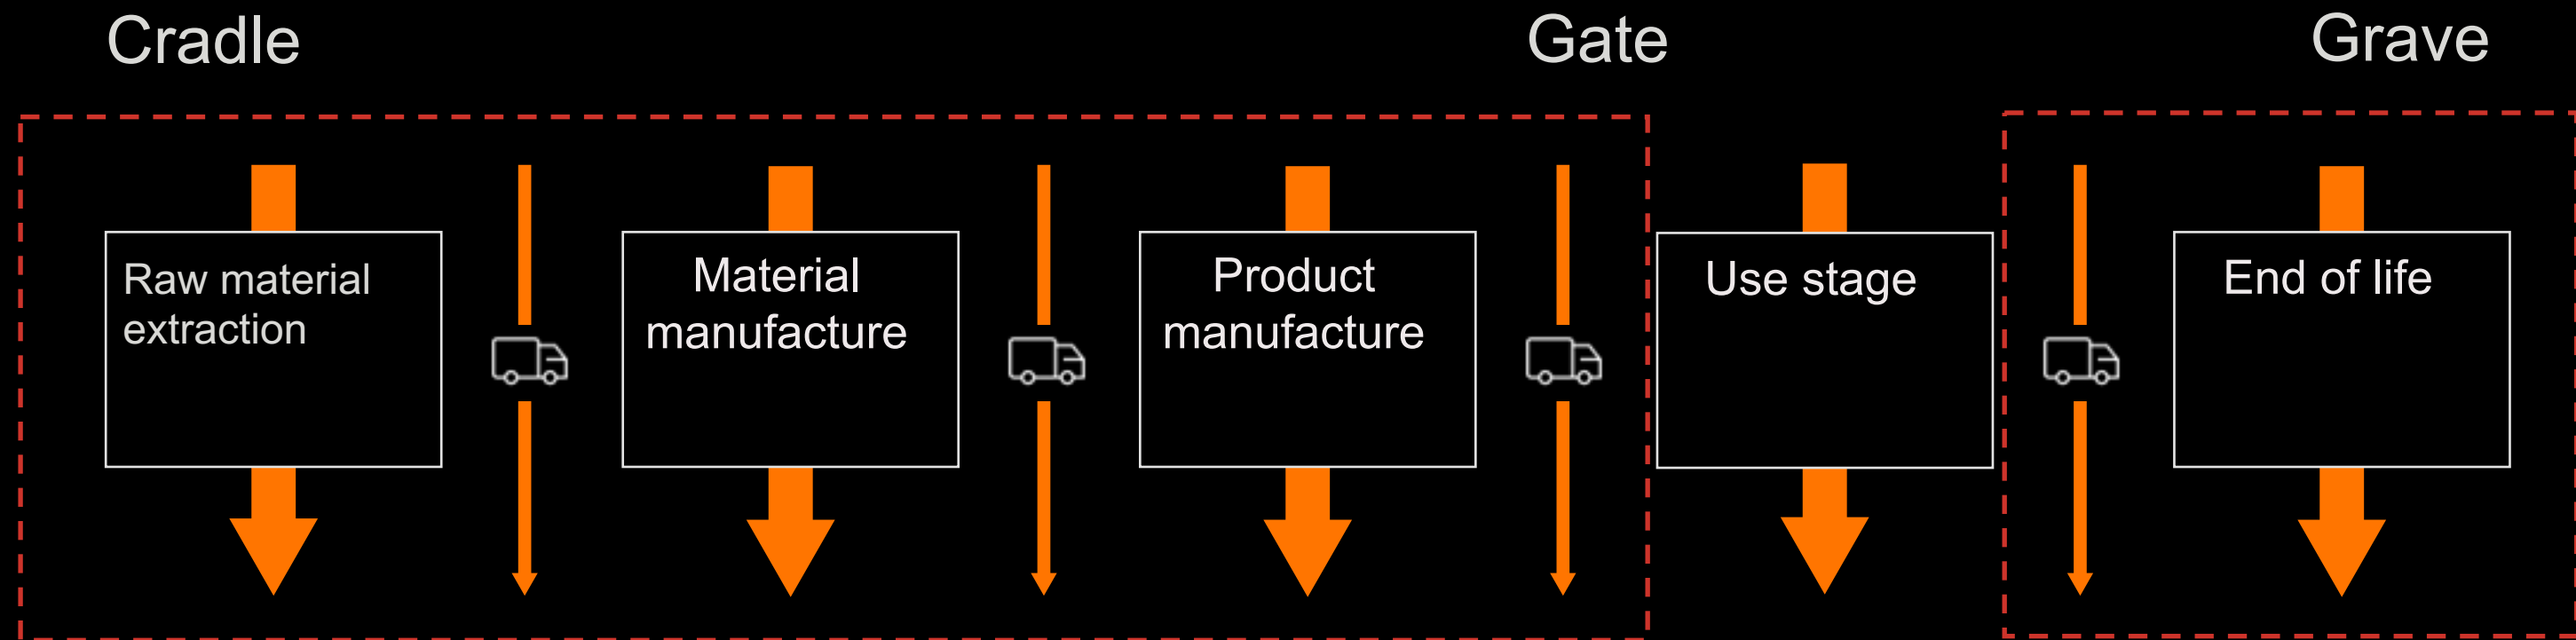 Cradle
Gate
Grave
Raw material
extraction
Material
manufacture
Product
manufacture
Use stage
End of life